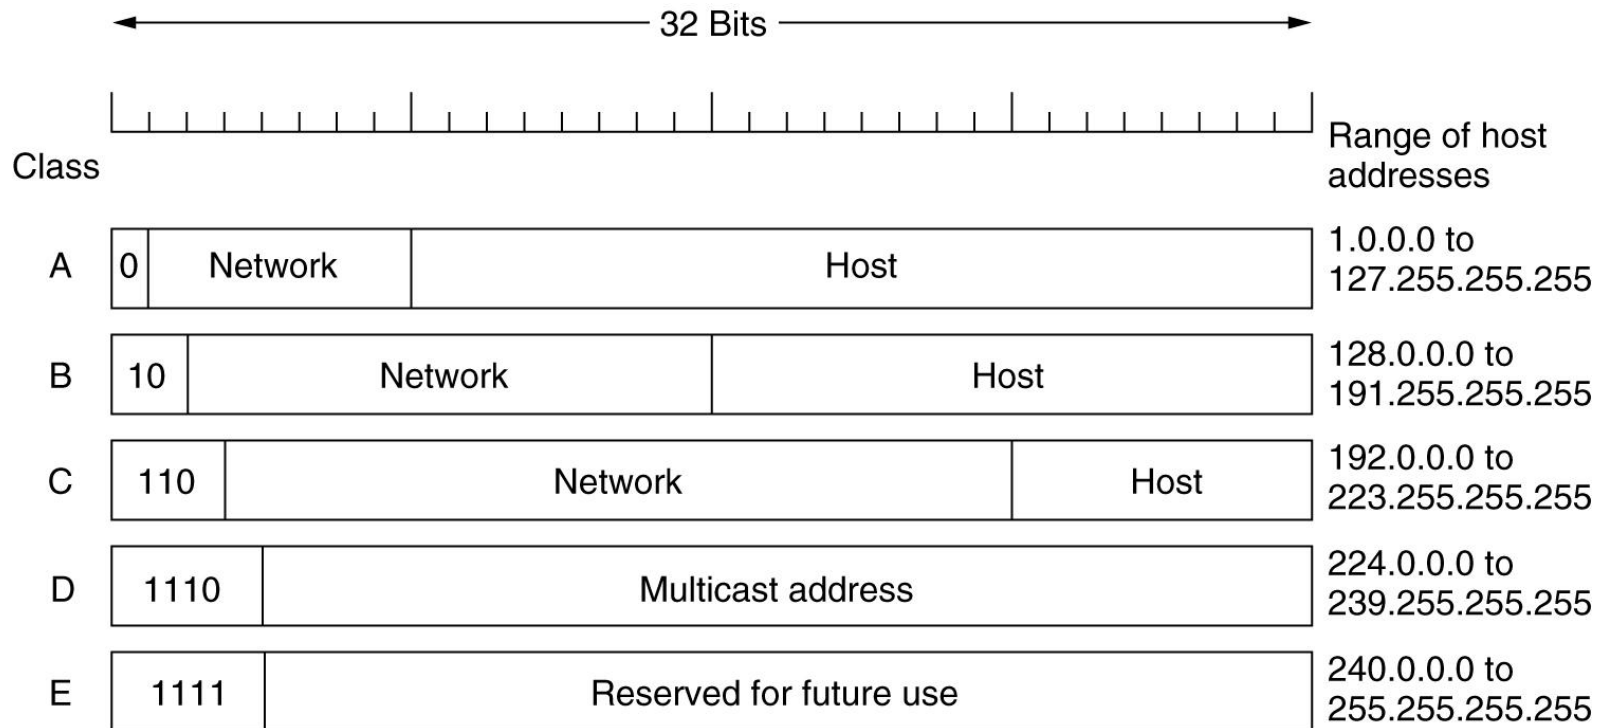 32 Bits
Range of host
addresses
Class
A 0 Network Host 1.0.0.0 to
127.255.255.255
B 10 Network Host 128.0.0.0 to
191.255.255.255
C 110 Network Host 192.0.0.0 to
223.255.255.255
D 1110 Multicast address 224.0.0.0 to
239.255.255.255
E 1111 Reserved for future use 240.0.0.0 to
255.255.255.255